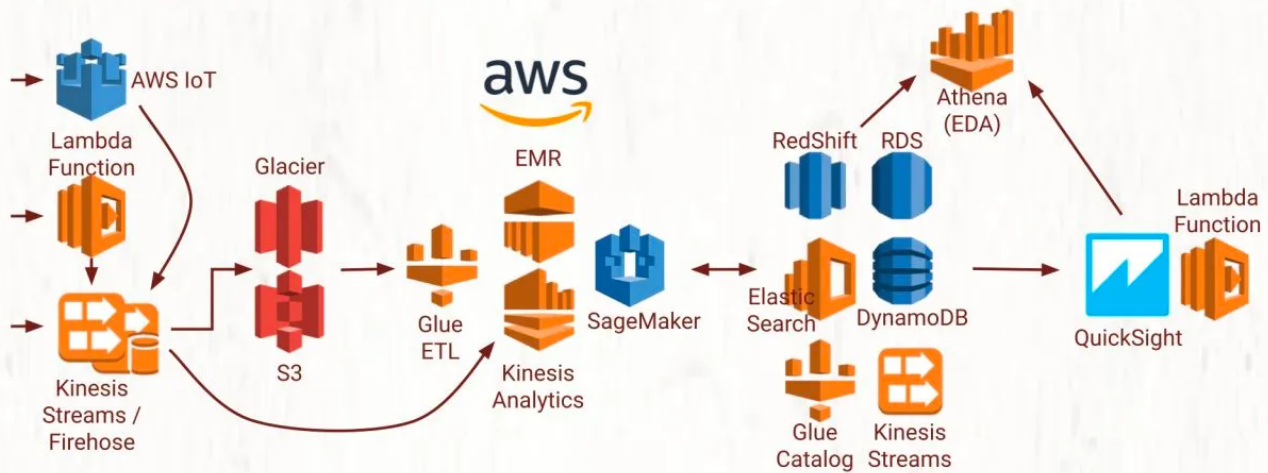 AWS IoT
Lambda
Function
Kinesis
Streams /
Firehose
Glacier
S3
aws
Glue
ETL
EMR
Kinesis
Analytics
SageMaker
RedShift
RDS
Elastic
Search
DynamoDB
Glue
Catalog
Kinesis
Streams
Athena
(EDA)
QuickSight
Lambda
Function